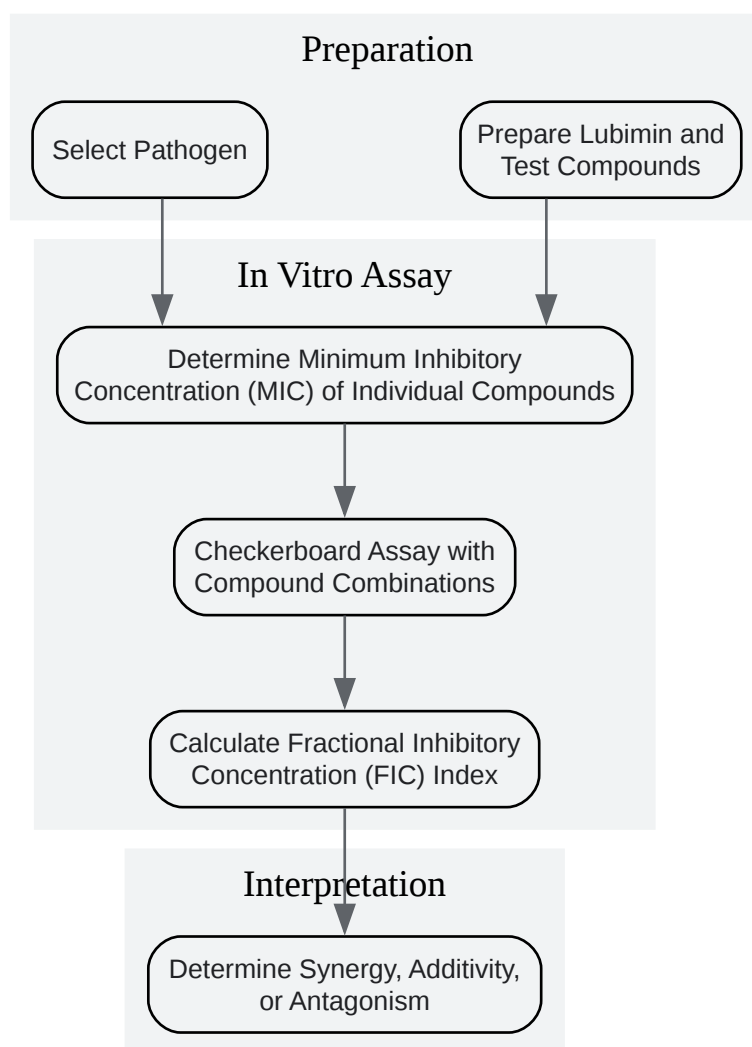 Preparation
Select Pathogen
Prepare Lubimin and
Test Compounds
In Vitro Assay
Determine Minimum Inhibitory
Concentration (MIC) of Individual Compounds
Checkerboard Assay with
Compound Combinations
Calculate Fractional Inhibitory
Concentration (FIC) Index
Interpretation
Determine Synergy, Additivity,
or Antagonism